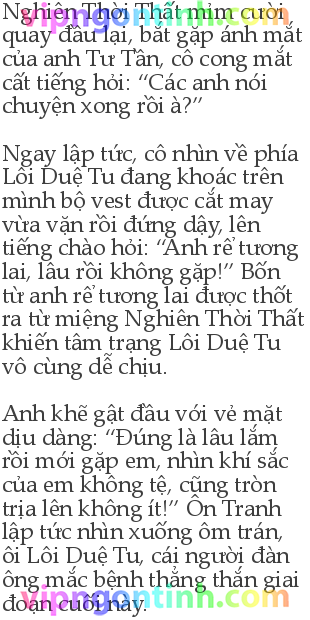 Nghiên Thời Thất mỉm cười
quay đầu lại, bắt gặp ánh mắt
của anh Tư Tần, cô cong mắt
cất tiếng hỏi: “Các anh nói
chuyện xong rồi à?”
Ngay lập tức, cô nhìn về phía
Lôi Duệ Tu đang khoác trên
mình bộ vest được cắt may
vừa vặn rồi đứng dậy, lên
tiếng chào hỏi: “Anh rể tương
lai, lâu rồi không gặp!” Bốn
từ anh rể tương lai được thốt
ra từ miệng Nghiên Thời Thất
khiến tâm trạng Lôi Duệ Tu
vô cùng dễ chịu.
Anh khẽ gật đầu với vẻ mặt
dịu dàng: “Đúng là lâu lắm
rồi mới gặp em, nhìn khí sắc
của em không tệ, cũng tròn
trịa lên không ít!” Ôn Tranh
lập tức nhìn xuống ôm trán,
ôi Lôi Duệ Tu, cái người đàn
ông mắc bệnh thẳng thắn giai
đoạn cuối này.
vipngontinh.com
vipngontinh.com